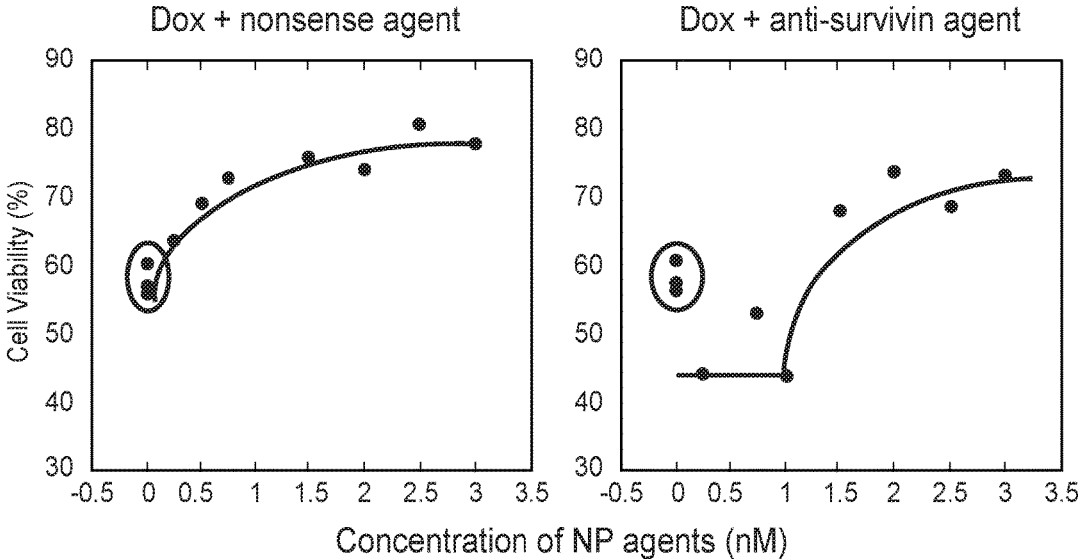 Dox + nonsense agent
Dox + anti-survivin agent
Cell Viability (%)
90
80
70
60
50
40
30
-0.5 0 0.5 1 1.5 2 2.5 3 3.5
90
80
70
60
50
40
30
-0.5 0 0.5 1 1.5 2 2.5 3 3.5
Concentration of NP agents (nM)